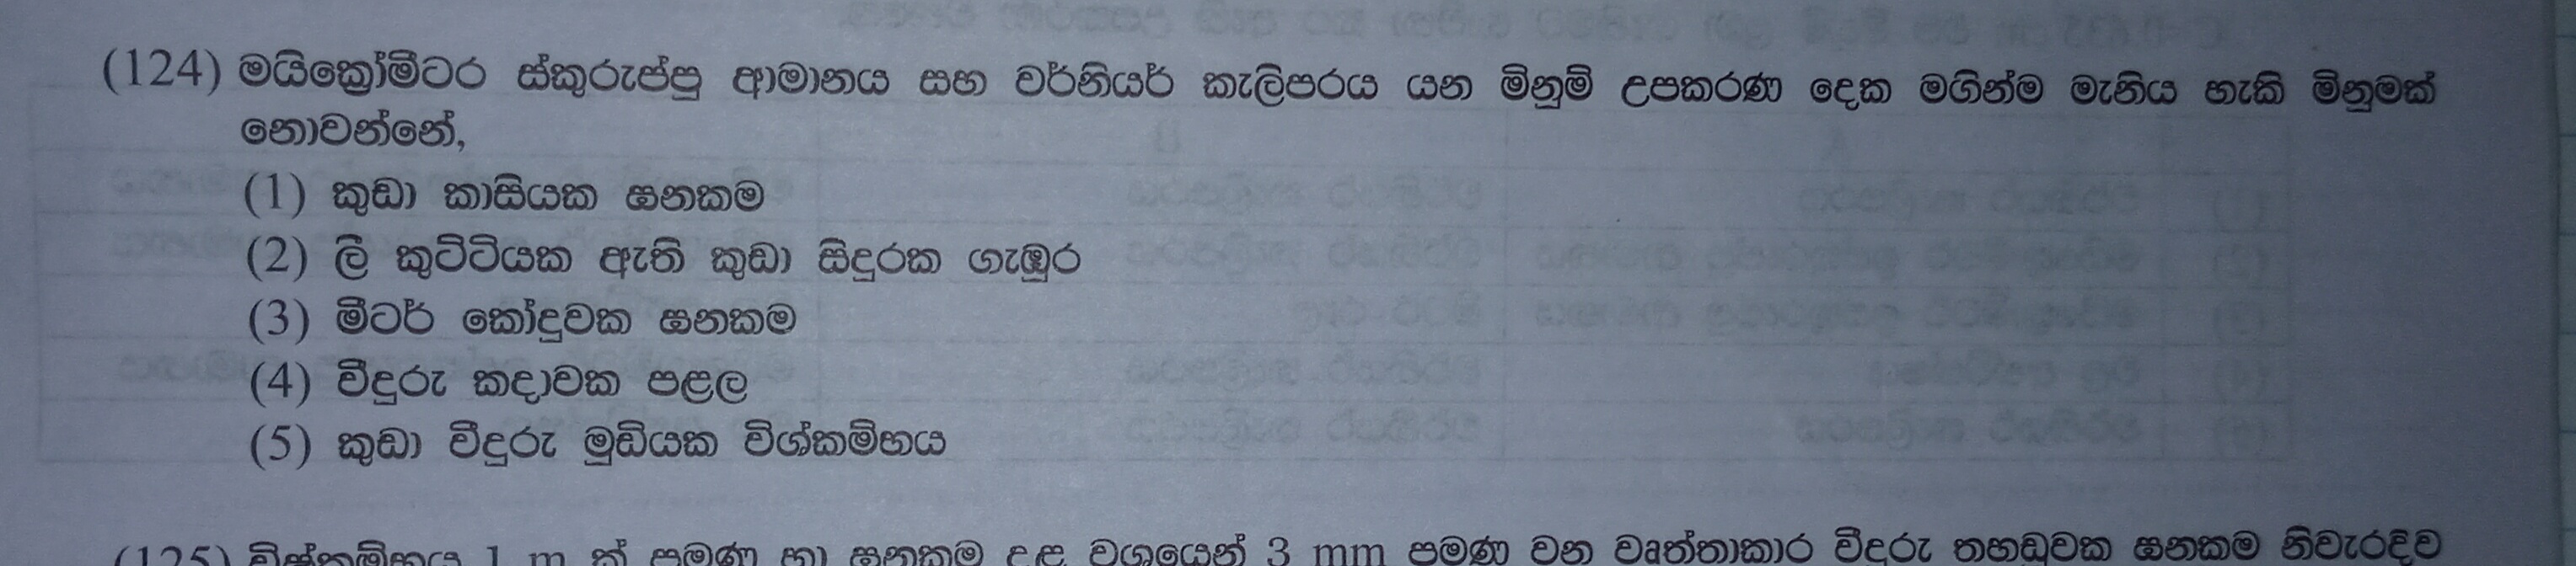 (124) මයික්‍රෝමීටර ස්කුරුප්පු ආමානය සහ වර්නියර් කැලිපරය යන මිනුම් උපකරණ දෙක මගින්ම මැනිය හැකි මිනුමක්
නොවන්නේ,
(1) කුඩා කාසියක ඝනකම
(2) ලී කුට්ටියක ඇති කුඩා සිදුරක ගැඹුර
(3) මීටර් කෝදුවක ඝනකම
(4) වීදුරු කදාවක පළල
(5) කුඩා වීදුරු මූඩියක විශ්කම්භය
(125) විෂ්කම්භය 1 m ක් පමණ හා ඝනකම දළ වශයෙන් 3 mm පමණ වන වෘත්තාකාර වීදුරු තහඩුවක ඝනකම නිවැරදිව